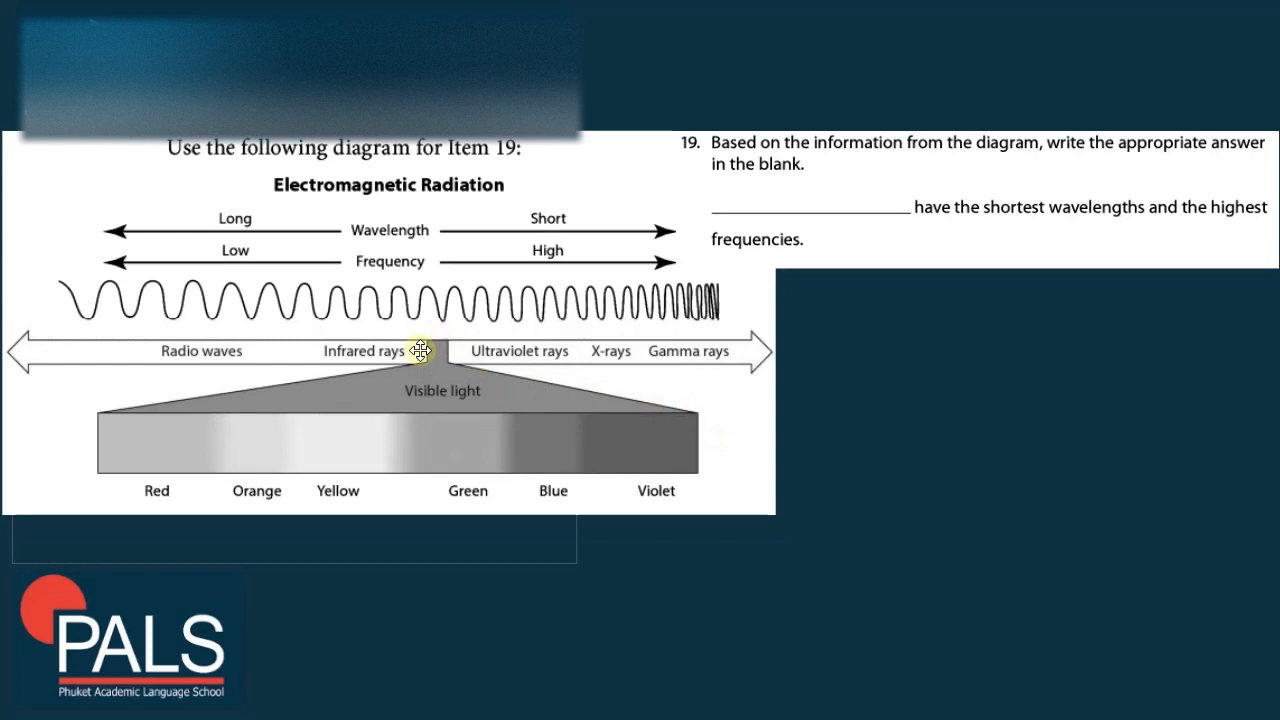 Use the following diagram for Item 19:
Electromagnetic Radiation
Long Short
Wavelength
Low High
Frequency
Radio waves Infrared rays Ultraviolet rays X-rays Gamma rays
Visible light
Red Orange Yellow Green Blue Violet
19. Based on the information from the diagram, write the appropriate answer
in the blank.
____________________ have the shortest wavelengths and the highest
frequencies.
PALS
Phuket Academic Language School